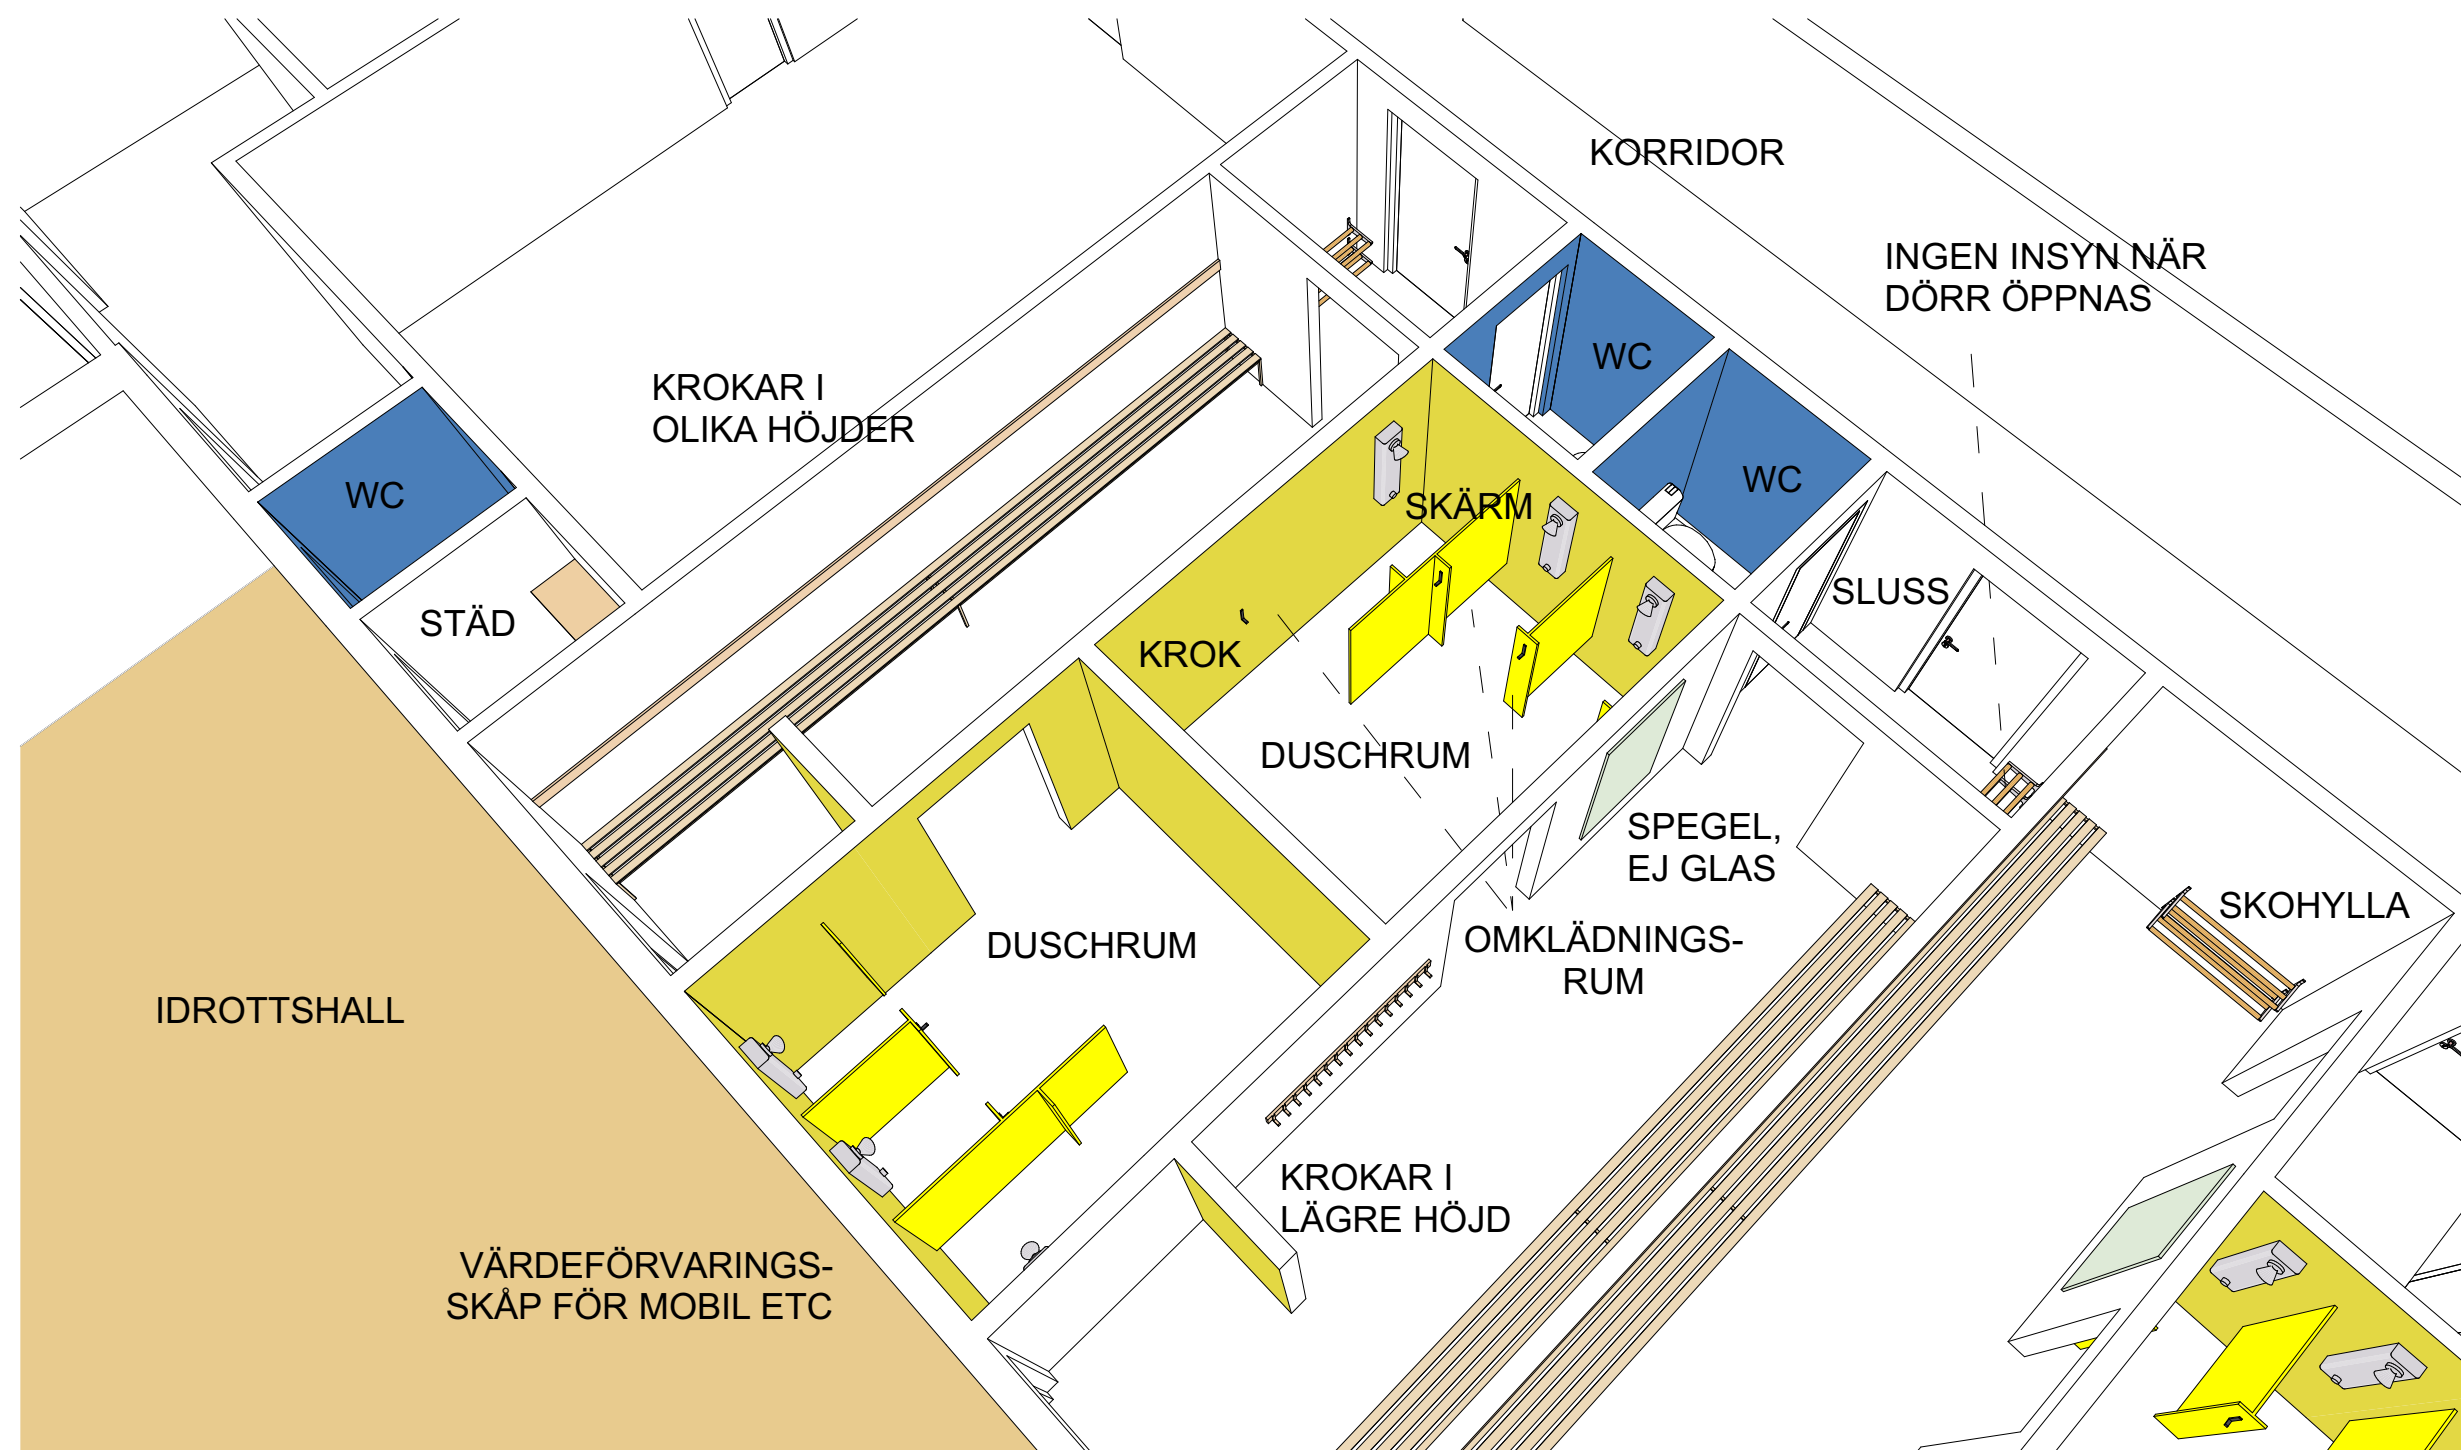 KORRIDOR
INGEN INSYN NÄR
DÖRR ÖPPNAS
WC
KROKAR I
OLIKA HÖJDER
WC
WC
SKÄRM
SLUSS
STÄD
KROK
DUSCHRUM
SPEGEL,
EJ GLAS
SKOHYLLA
DUSCHRUM
OMKLÄDNINGS-
RUM
IDROTTSHALL
KROKAR I
LÄGRE HÖJD
VÄRDEFÖRVARINGS-
SKÅP FÖR MOBIL ETC